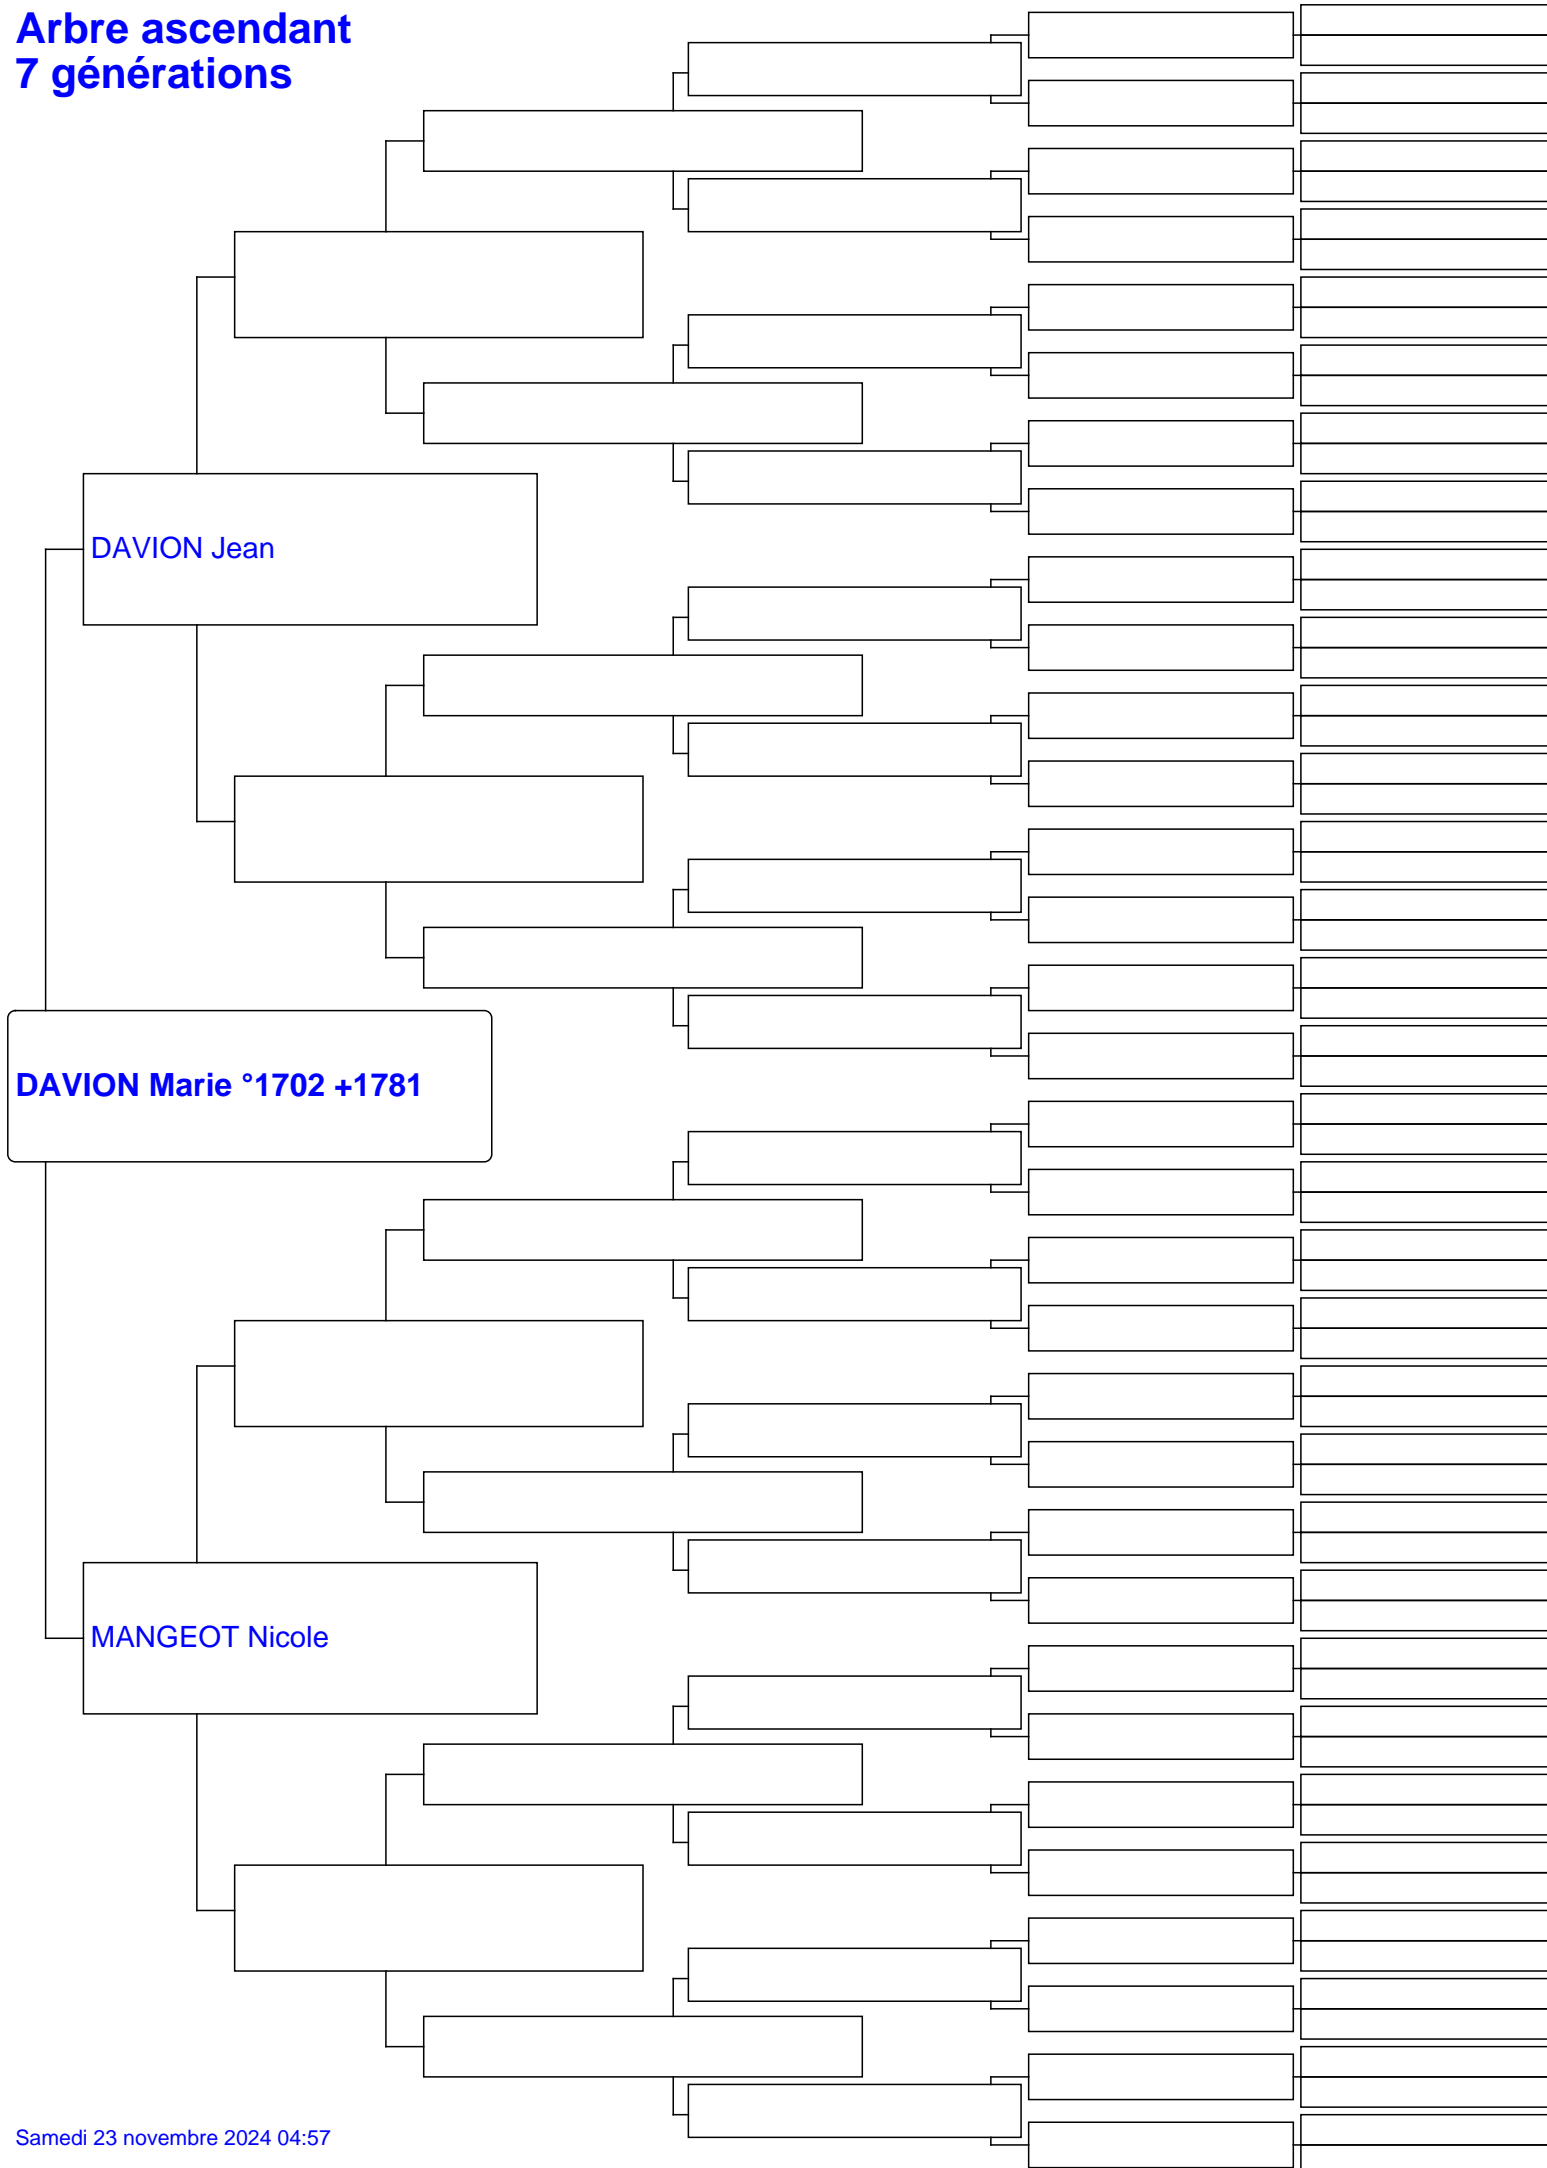 Arbre ascendant
7 générations
DAVION Jean
DAVION Marie °1702 +1781
MANGEOT Nicole
Samedi 23 novembre 2024 04:57